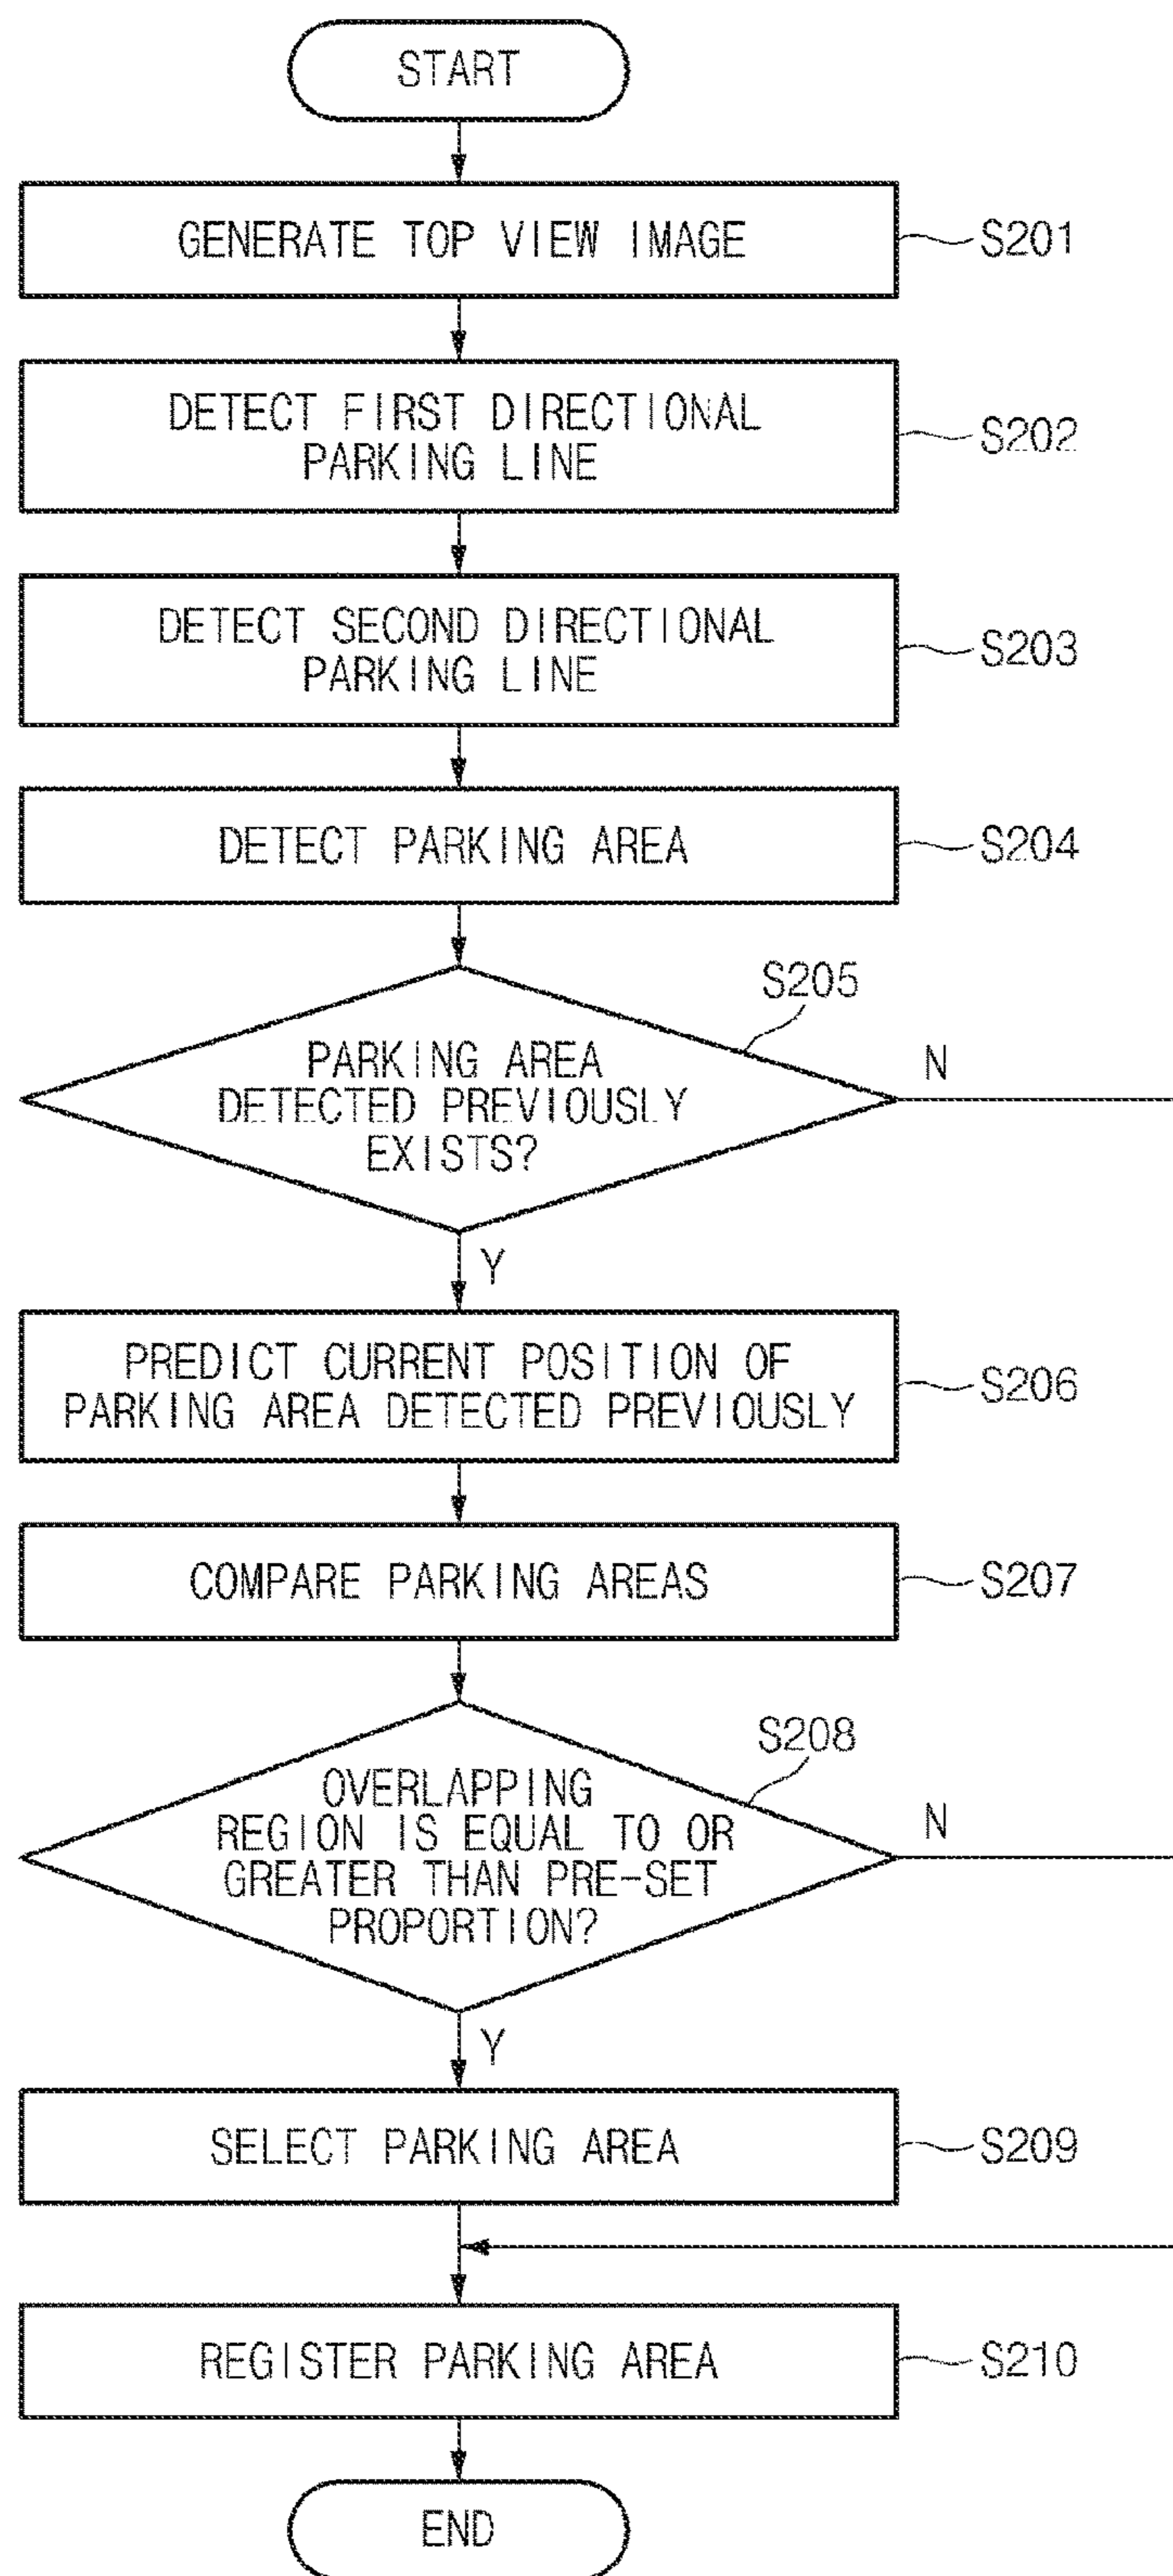 START
GENERATE TOP VIEW IMAGE
S201
DETECT FIRST DIRECTIONAL
PARKING LINE
S202
DETECT SECOND DIRECTIONAL
PARKING LINE
S203
DETECT PARKING AREA
S204
S205
PARKING AREA
DETECTED PREVIOUSLY
EXISTS?
N
Y
PREDICT CURRENT POSITION OF
PARKING AREA DETECTED PREVIOUSLY
S206
COMPARE PARKING AREAS
S207
S208
OVERLAPPING
REGION IS EQUAL TO OR
GREATER THAN PRE-SET
PROPORTION?
N
Y
SELECT PARKING AREA
S209
REGISTER PARKING AREA
S210
END